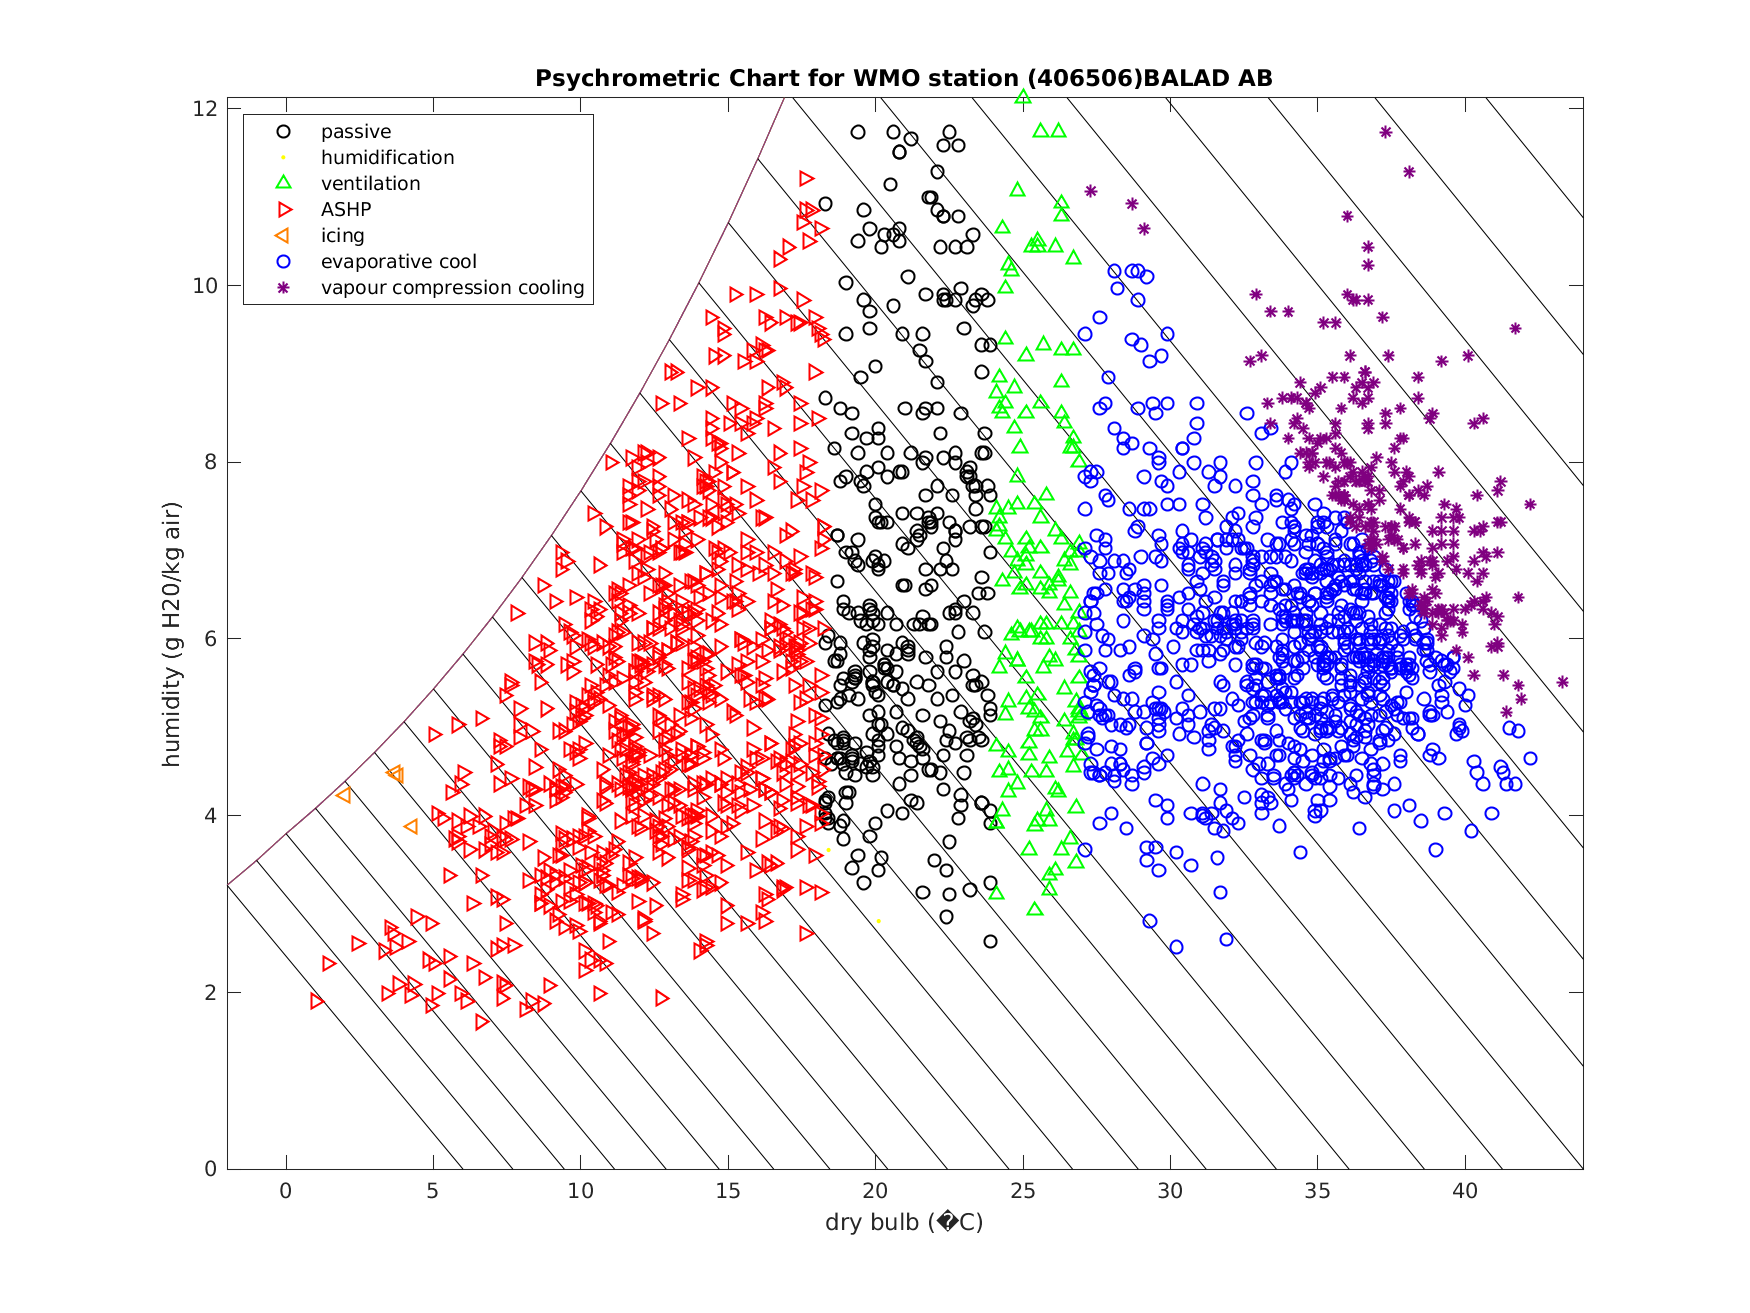 Psychrometric Chart for WMO station (406506)BALAD AB
passive
humidification
ventilation
ASHP
icing
evaporative cool
vapour compression cooling
humidity (g H20/kg air)
12
10
8
6
4
2
0
0 5 10 15 20 25 30 35 40
dry bulb (�C)